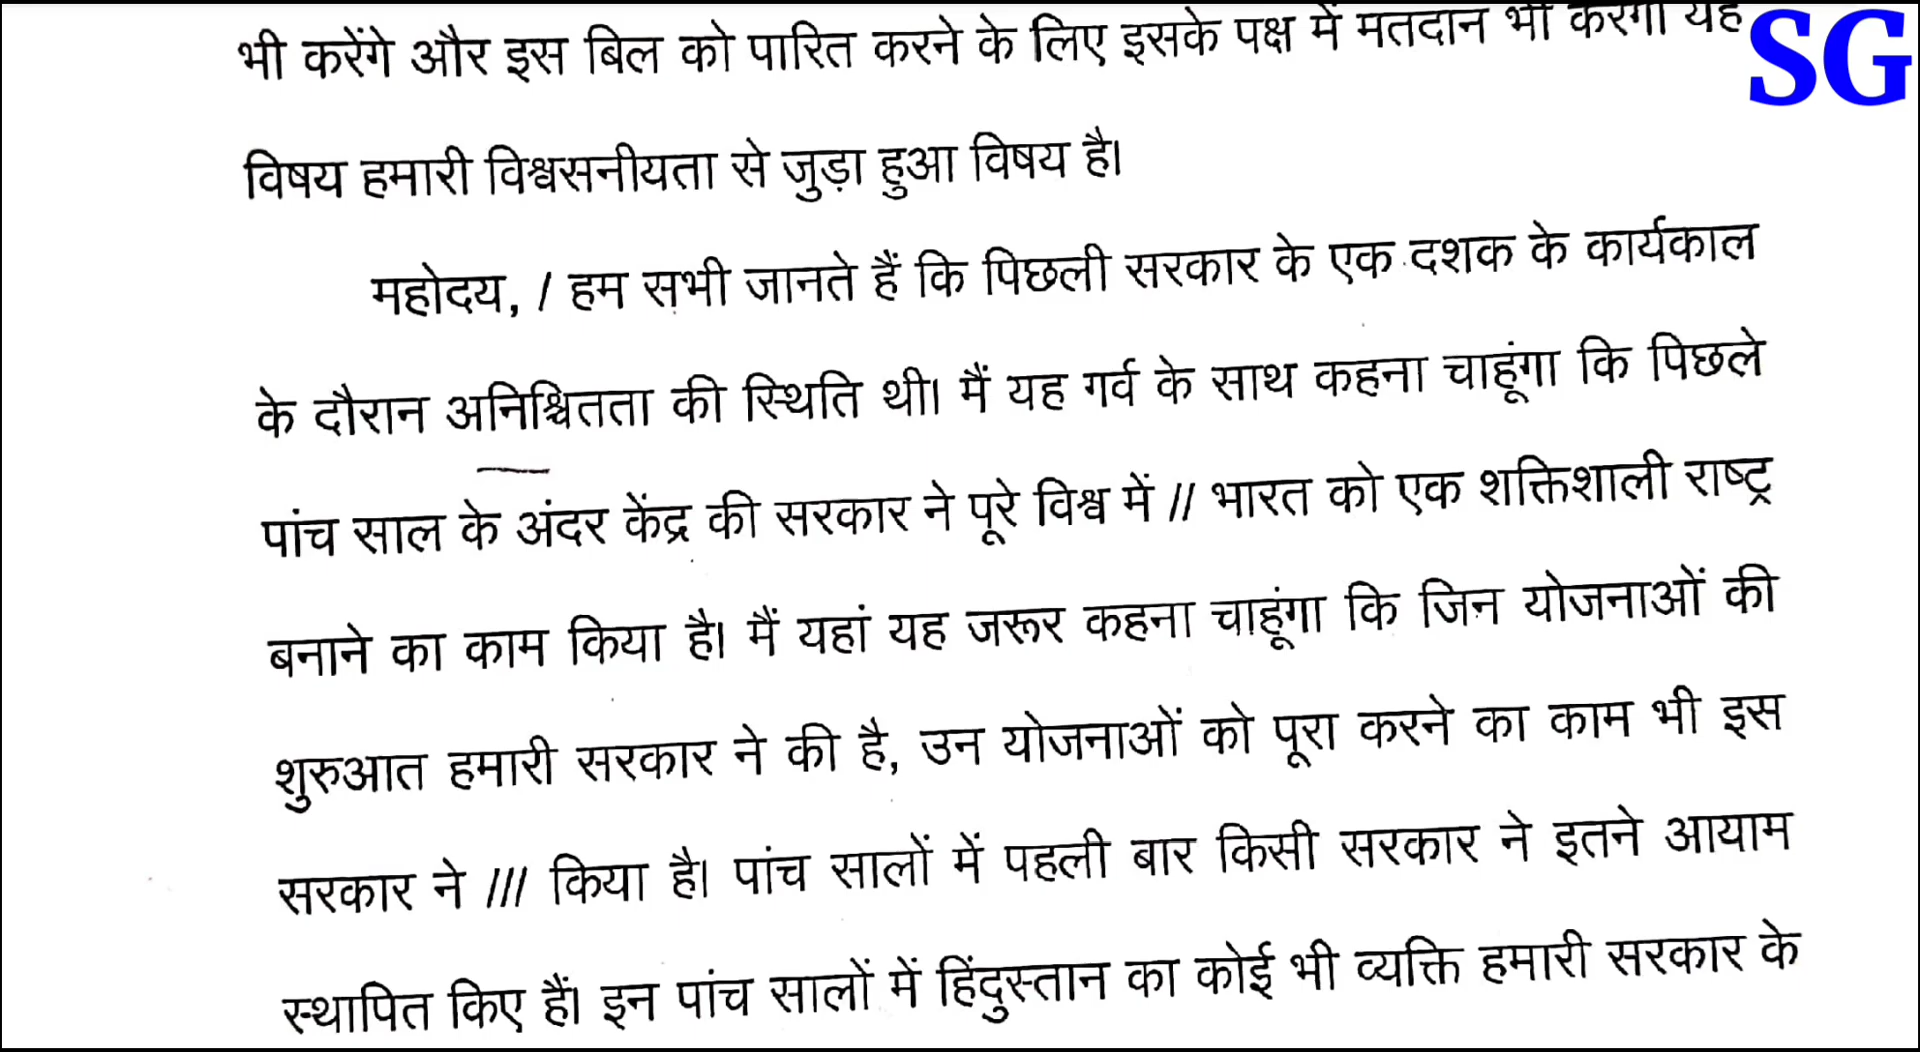 भी करेंगे और इस बिल को पारित करने के लिए इसके पक्ष में मतदान भी करेंगे। यह
SG
विषय हमारी विश्वसनीयता से जुड़ा हुआ विषय है।
महोदय, / हम सभी जानते हैं कि पिछली सरकार के एक दशक के कार्यकाल
के दौरान अनिश्चितता की स्थिति थी। मैं यह गर्व के साथ कहना चाहूंगा कि पिछले
पांच साल के अंदर केंद्र की सरकार ने पूरे विश्व में // भारत को एक शक्तिशाली राष्ट्र
बनाने का काम किया है। मैं यहां यह जरूर कहना चाहूंगा कि जिन योजनाओं की
शुरुआत हमारी सरकार ने की है, उन योजनाओं को पूरा करने का काम भी इस
सरकार ने /// किया है। पांच सालों में पहली बार किसी सरकार ने इतने आयाम
स्थापित किए हैं। इन पांच सालों में हिंदुस्तान का कोई भी व्यक्ति हमारी सरकार के